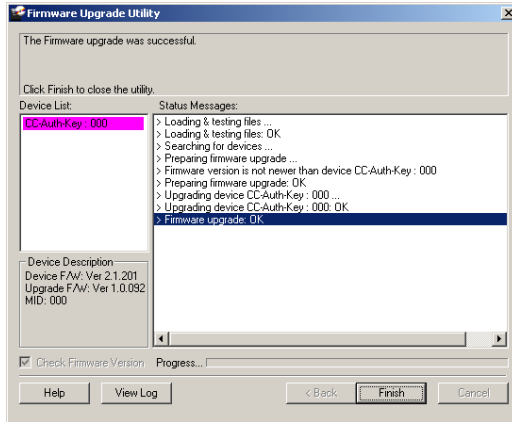 Firmware Upgrade Utility
The Firmware upgrade was successful.
Click Finish to close the utility.
Device List:
CC-Auth-Key : 000
Status Messages:
> Loading & testing files ...
> Loading & testing files: OK
> Searching for devices ...
> Preparing firmware upgrade ...
> Firmware version is not newer than device CC-Auth-Key : 000
> Preparing firmware upgrade: OK
> Upgrading device CC-Auth-Key : 000 ...
> Upgrading device CC-Auth-Key : 000: OK
> Firmware upgrade: OK
Device Description
Device F/W: Ver 2.1.201
Upgrade F/W: Ver 1.0.092
MID: 000
Check Firmware Version
Progress...
Help
View Log
< Back
Finish
Cancel